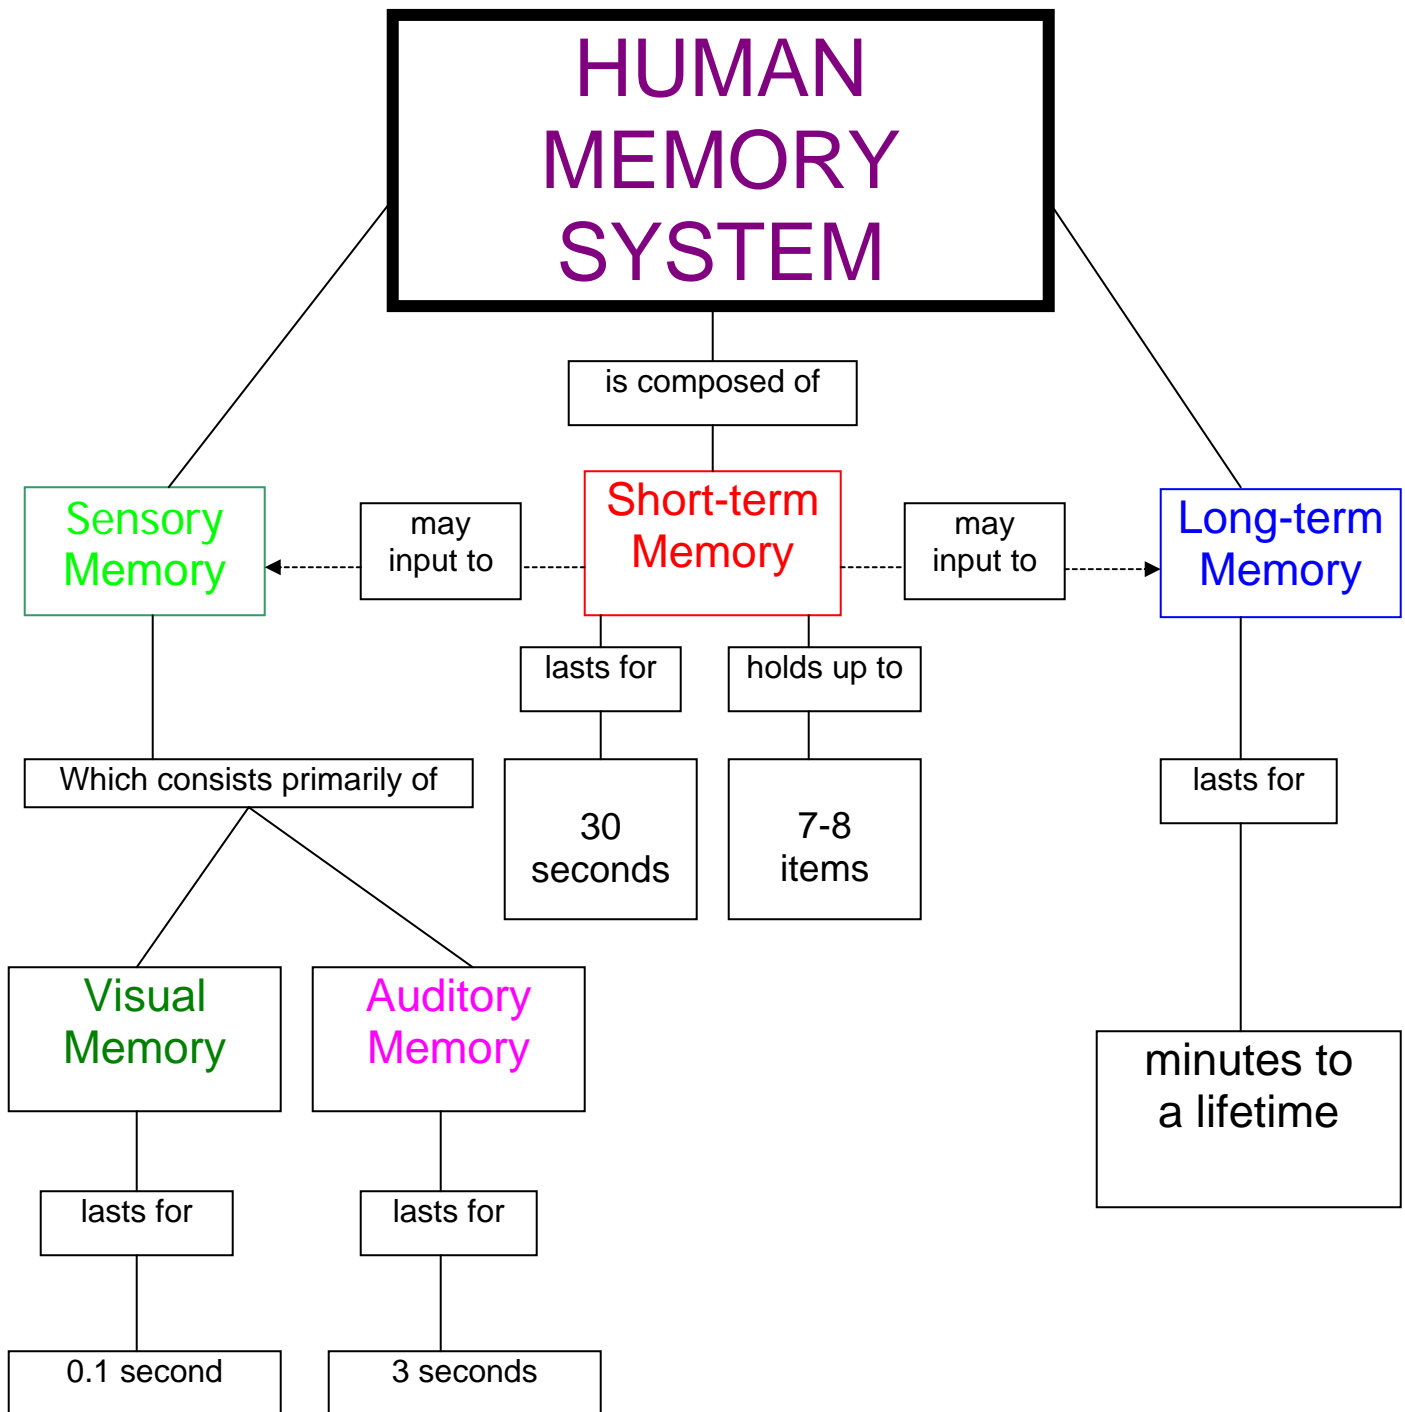 HUMAN
MEMORY
SYSTEM
is composed of
Sensory
Memory
may
input to
Short-term
Memory
may
input to
Long-term
Memory
lasts for
holds up to
Which consists primarily of
lasts for
30
seconds
7-8
items
Visual
Memory
Auditory
Memory
minutes to
a lifetime
lasts for
lasts for
0.1 second
3 seconds